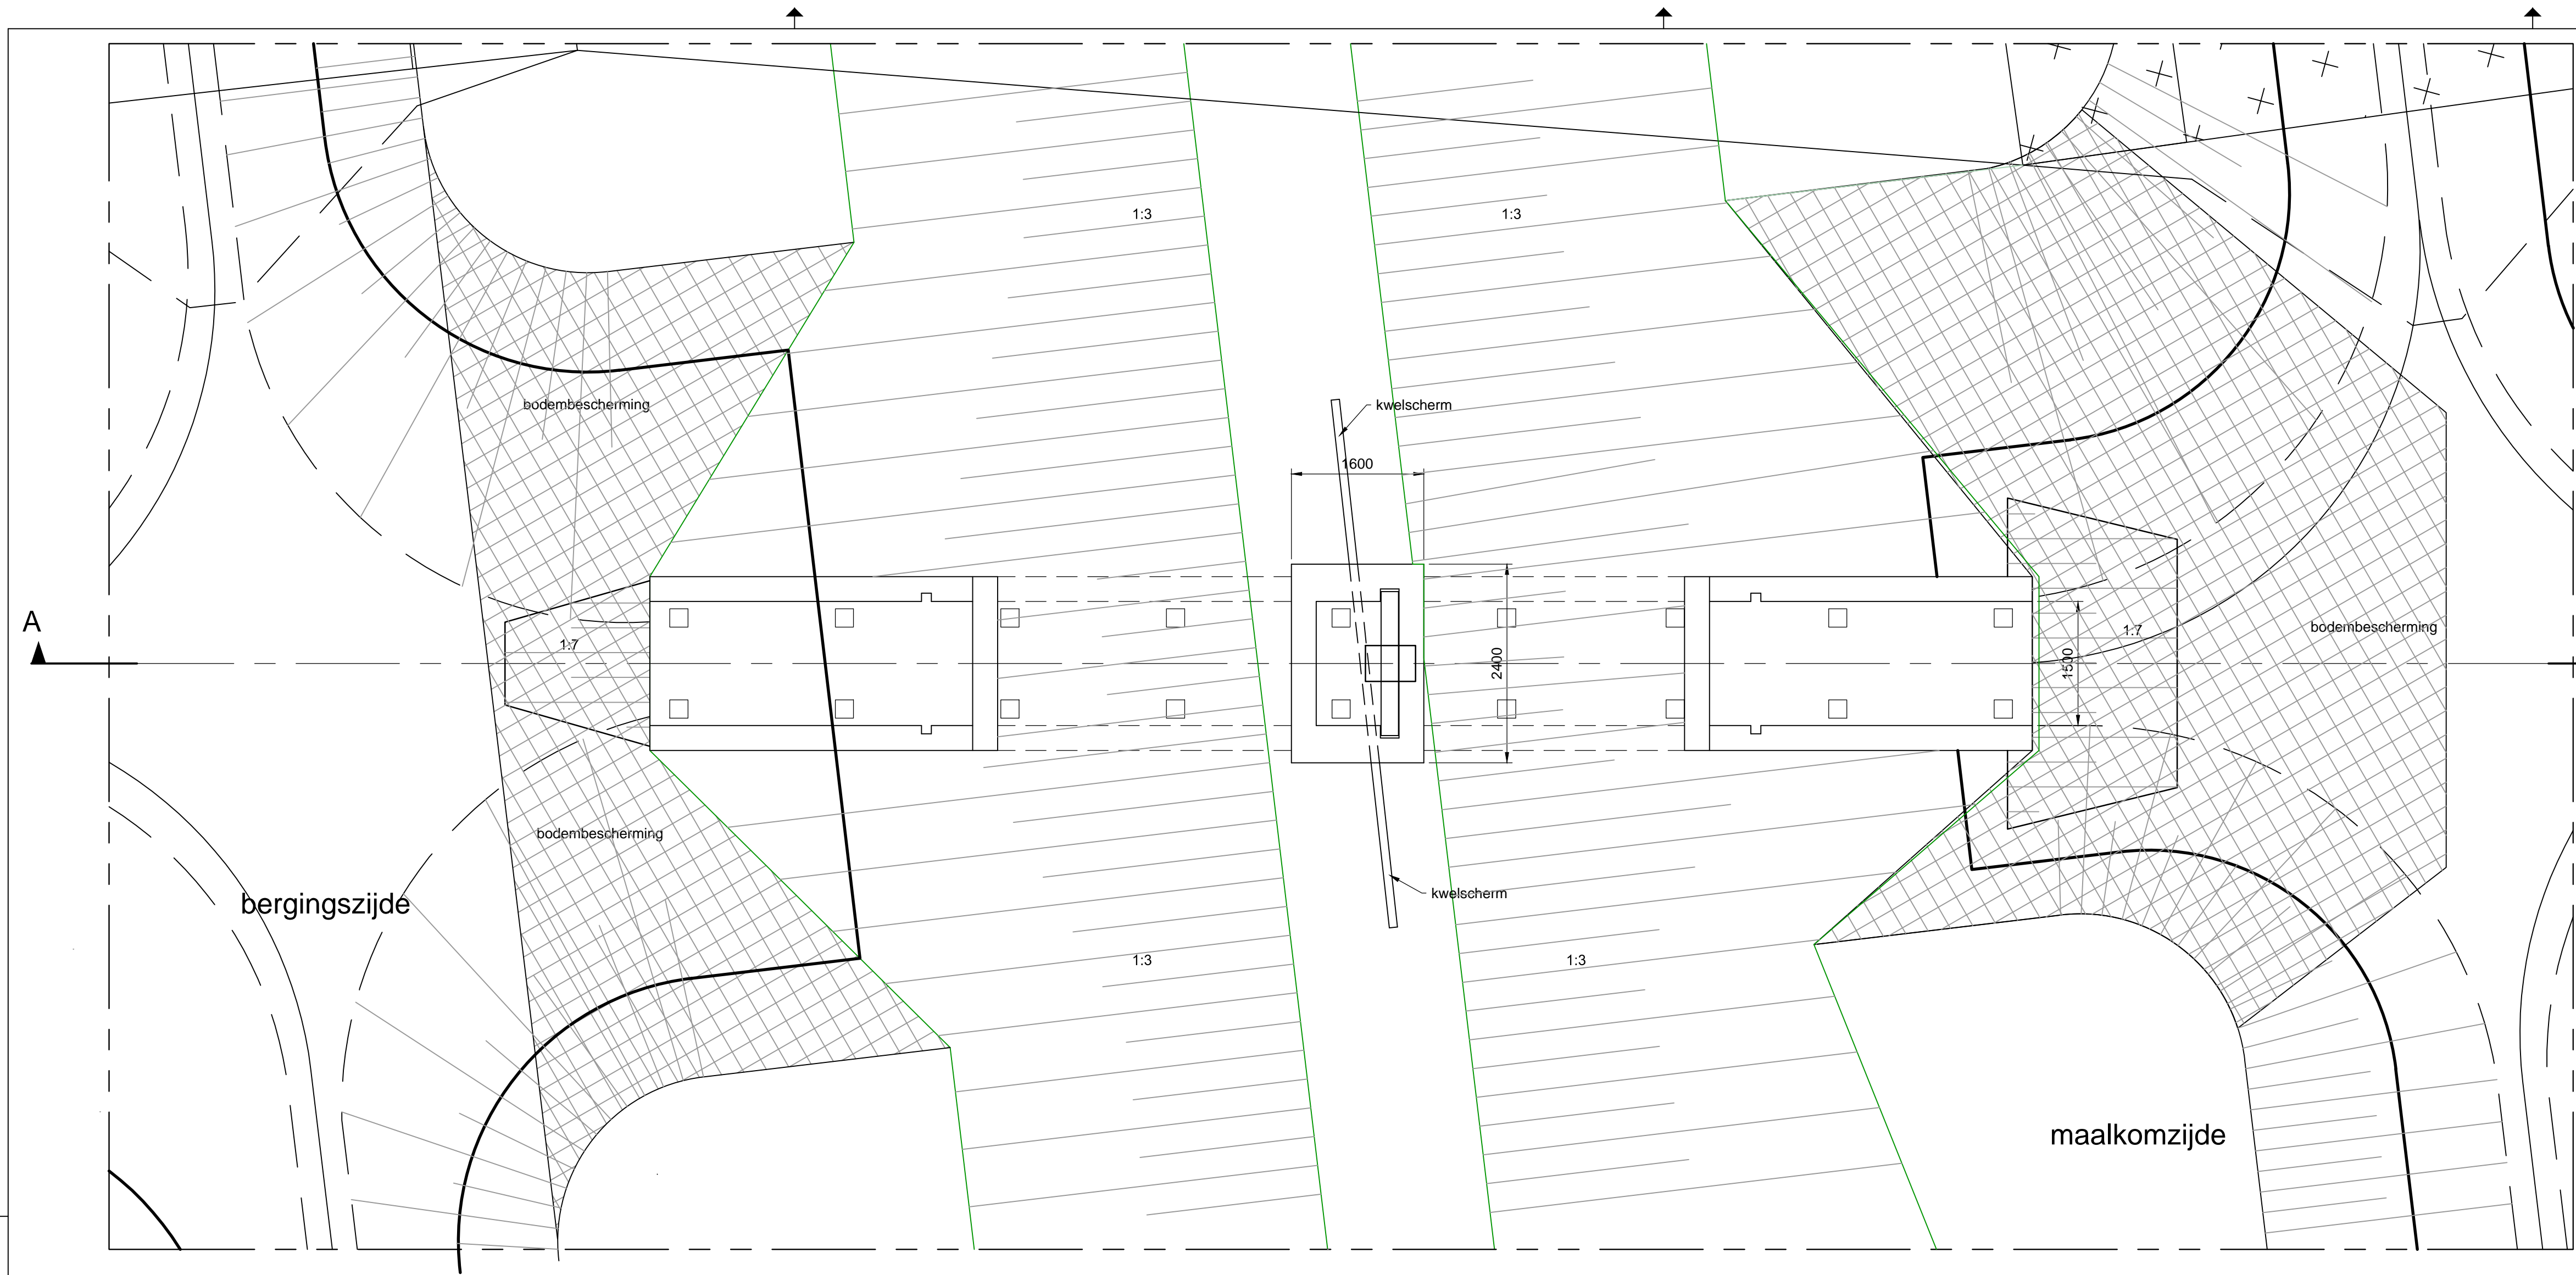 1:3
1:3
bodembescherming
kwelscherm
1600
A
1:7
2400
1500
1:7
bodembescherming
bodembescherming
kwelscherm
bergingszijde
1:3
1:3
maalkomzijde